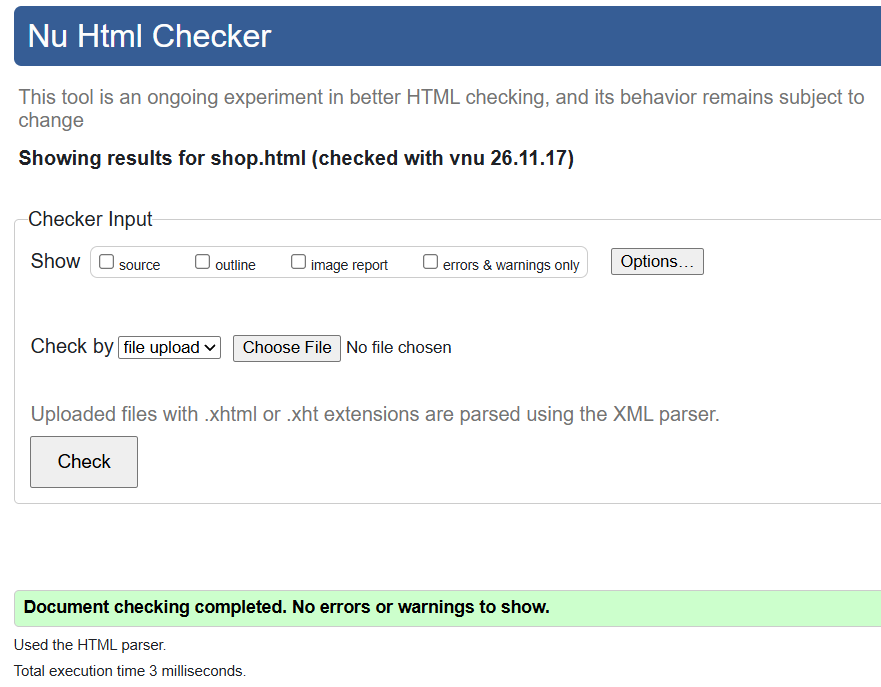 Nu Html Checker
This tool is an ongoing experiment in better HTML checking, and its behavior remains subject to
change
Showing results for shop.html (checked with vnu 26.11.17)
Checker Input
Show source outline image report errors & warnings only Options…
Check by file upload Choose File No file chosen
Uploaded files with .xhtml or .xht extensions are parsed using the XML parser.
Check
Document checking completed. No errors or warnings to show.
Used the HTML parser.
Total execution time 3 milliseconds.